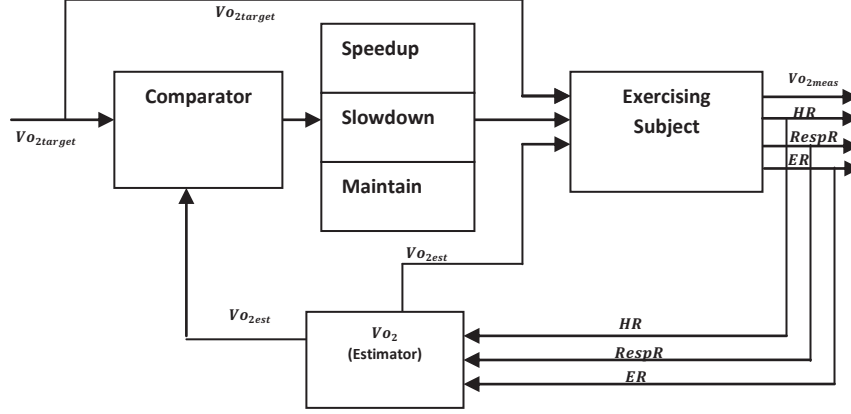 Vo2target
Speedup
Comparator
Exercising
Subject
Vo2meas
HR
Slowdown
Vo2target
RespR
ER
Maintain
Vo2est
Vo2est
Vo2
(Estimator)
HR
RespR
ER